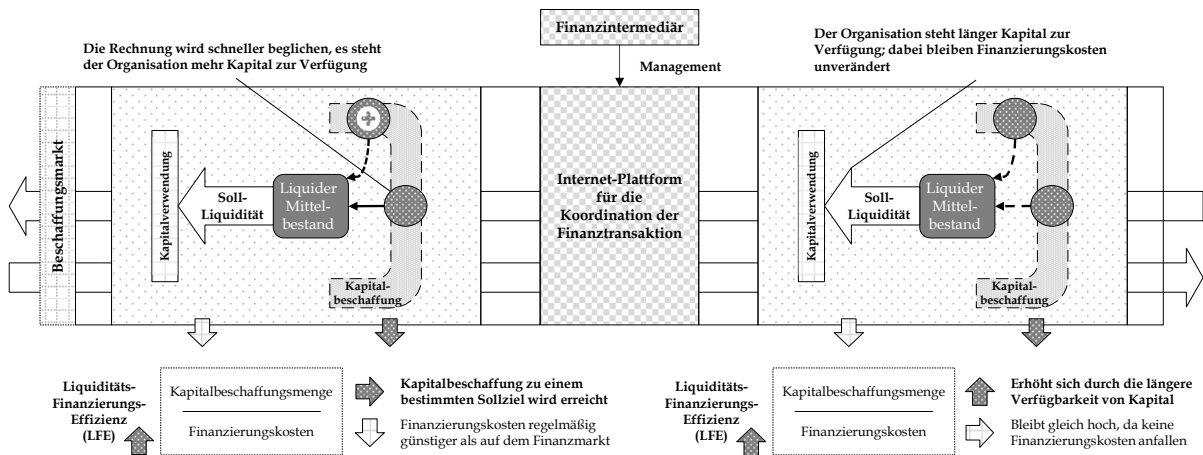 Finanzintermediär
Management
Die Rechnung wird schneller beglichen, es steht
der Organisation mehr Kapital zur Verfügung
Der Organisation steht länger Kapital zur
Verfügung; dabei bleiben Finanzierungskosten
unverändert
Beschaffungsmarkt
Kapitalverwendung
Soll-
Liquidität
Liquider
Mittel-
bestand
Kapital-
beschaffung
Internet-Plattform
für die
Koordination der
Finanztransaktion
Kapitalverwendung
Soll-
Liquidität
Liquider
Mittel-
bestand
Kapital-
beschaffung
Liquiditäts-
Finanzierungs-
Effizienz
(LFE)
Kapitalbeschaffungsmenge
Finanzierungskosten
Kapitalbeschaffung zu einem
bestimmten Sollziel wird erreicht
Finanzierungskosten regelmäßig
günstiger als auf dem Finanzmarkt
Liquiditäts-
Finanzierungs-
Effizienz
(LFE)
Kapitalbeschaffungsmenge
Finanzierungskosten
Erhöht sich durch die längere
Verfügbarkeit von Kapital
Bleibt gleich hoch, da keine
Finanzierungskosten anfallen